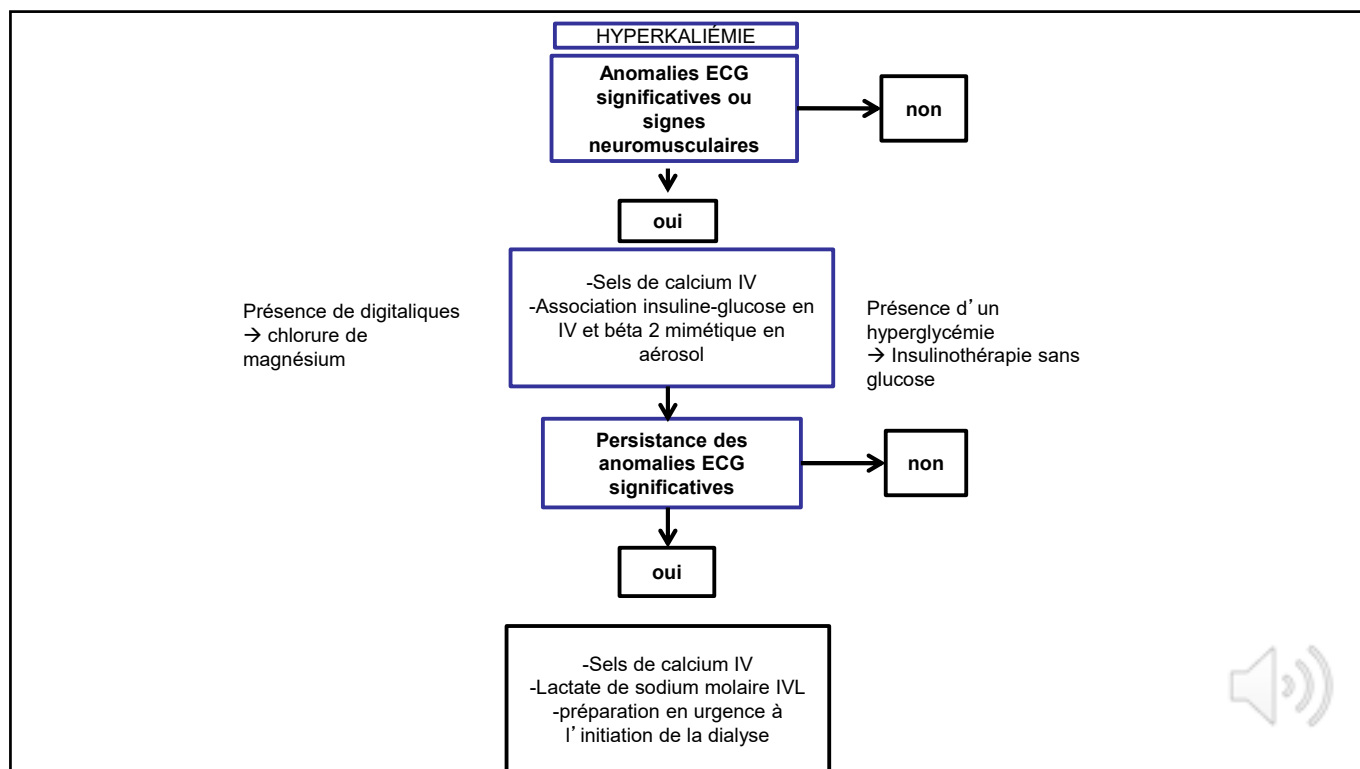 HYPERKALIÉMIE
Anomalies ECG
significatives ou
signes
neuromusculaires
non
oui
-Sels de calcium IV
-Association insuline-glucose en
IV et béta 2 mimétique en
aérosol
Présence de digitaliques
→ chlorure de
magnésium
Présence d’un
hyperglycémie
→ Insulinothérapie sans
glucose
Persistance des
anomalies ECG
significatives
non
oui
-Sels de calcium IV
-Lactate de sodium molaire IVL
-préparation en urgence à
l’initiation de la dialyse